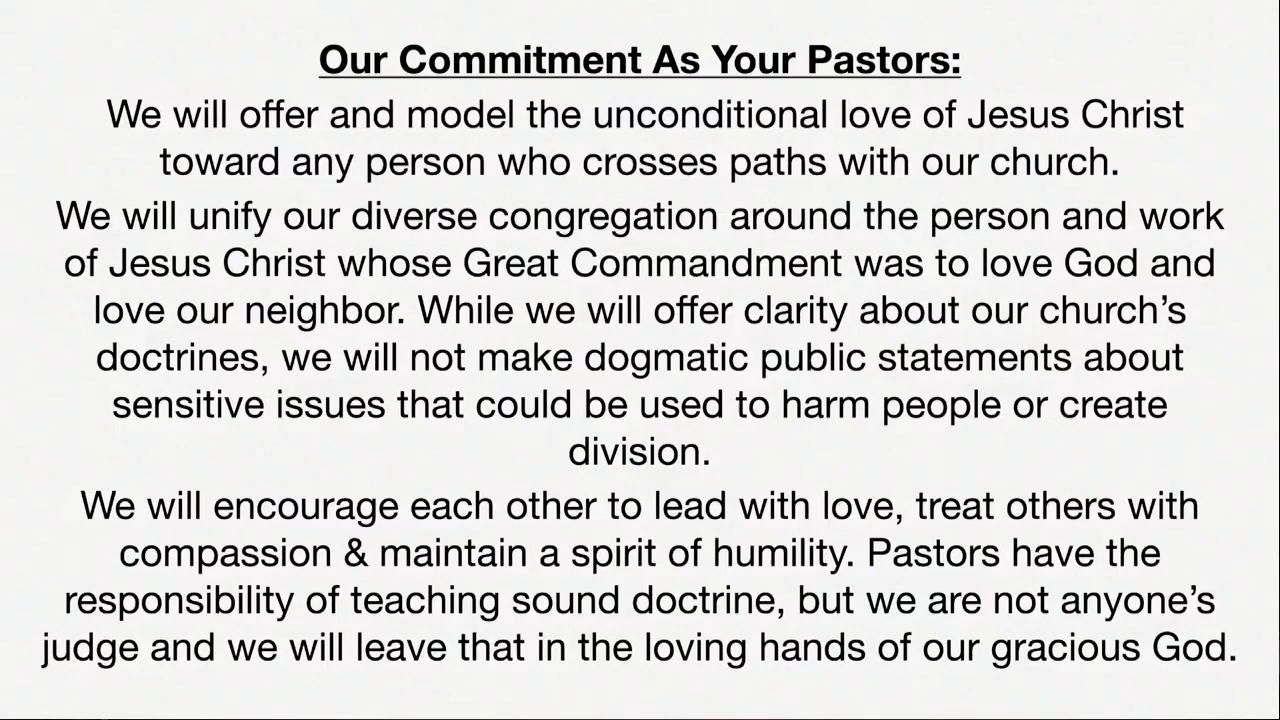 Our Commitment As Your Pastors:
We will offer and model the unconditional love of Jesus Christ
toward any person who crosses paths with our church.
We will unify our diverse congregation around the person and work
of Jesus Christ whose Great Commandment was to love God and
love our neighbor. While we will offer clarity about our church’s
doctrines, we will not make dogmatic public statements about
sensitive issues that could be used to harm people or create
division.
We will encourage each other to lead with love, treat others with
compassion & maintain a spirit of humility. Pastors have the
responsibility of teaching sound doctrine, but we are not anyone’s
judge and we will leave that in the loving hands of our gracious God.